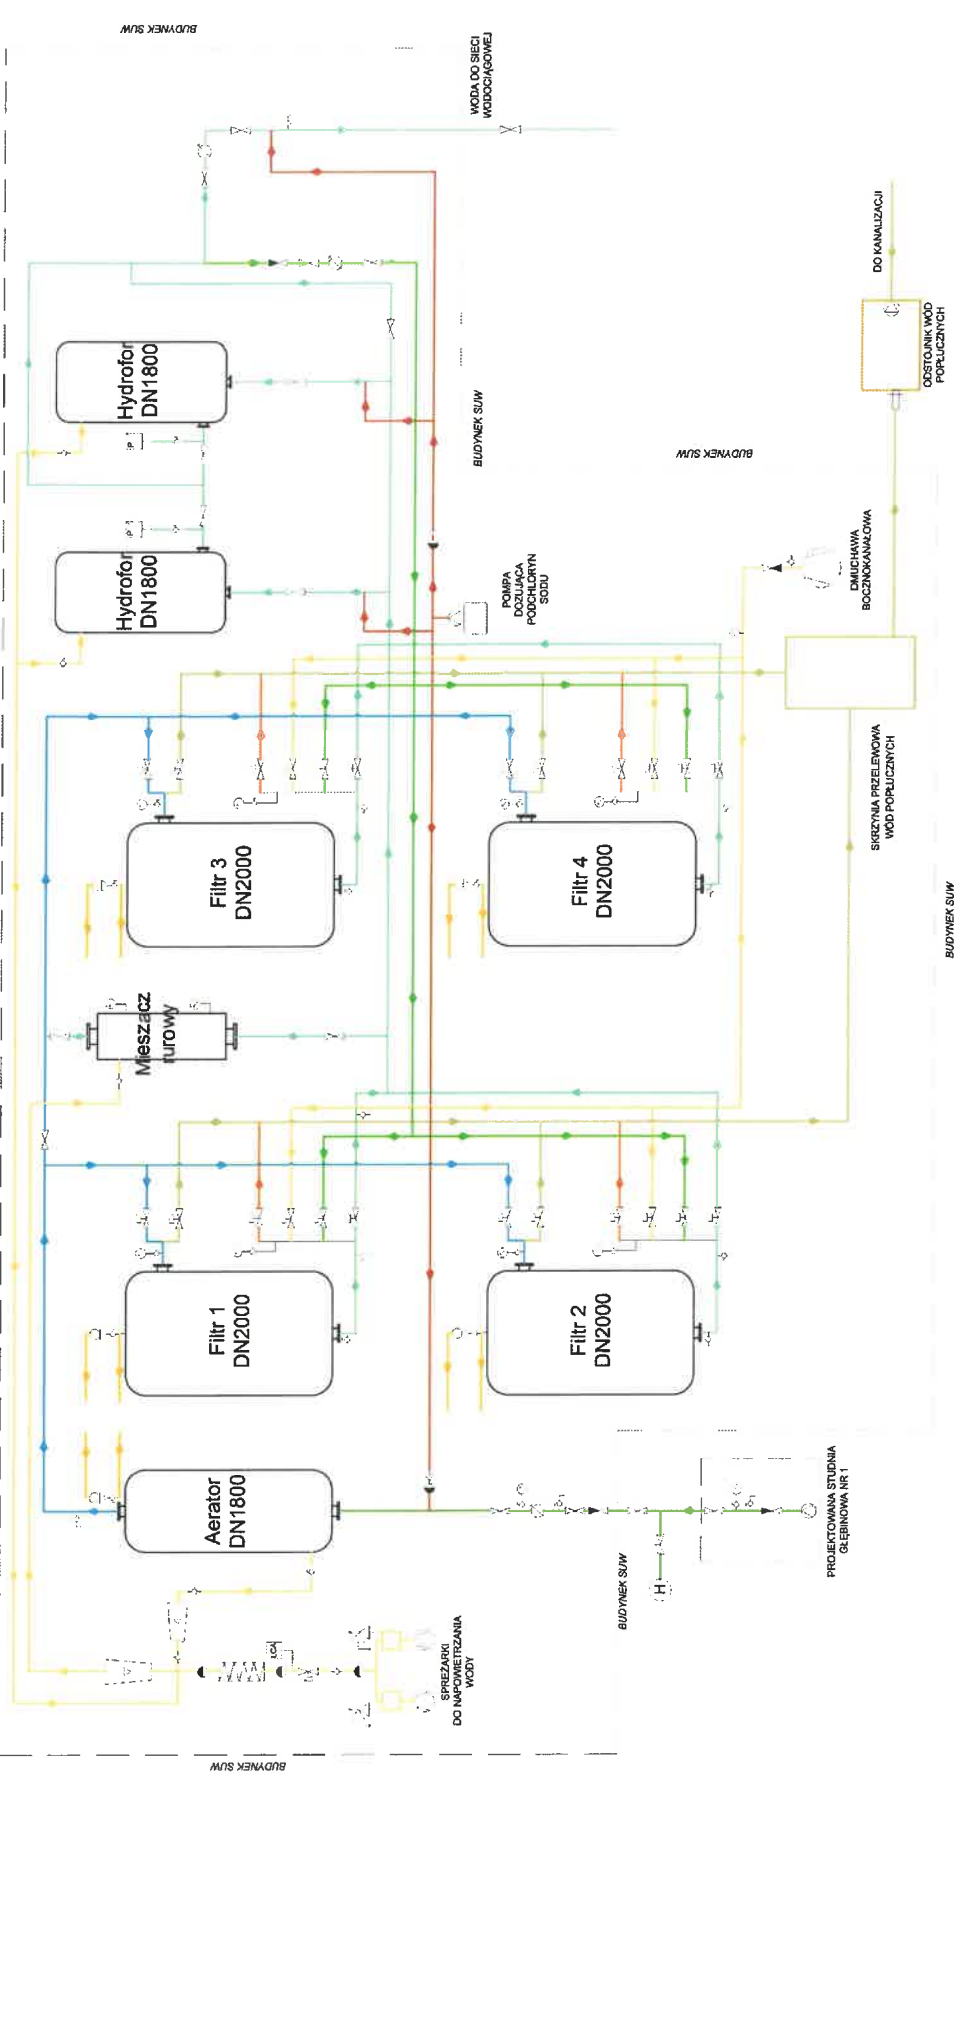 BUDYNEK SUW
WODA DO SIECI
WODOCIĄGOWEJ
DO KANALIZACJI
ODSTOJNIK WÓD
POPŁUCZNYCH
Hydrofor
DN1800
BUDYNEK SUW
BUDYNEK SUW
Hydrofor
DN1800
POMPA
DOZUJĄCA
PODCHLORYN
SODU
DMUCHAWA
BOCZNOKANAŁOWA
SKRZYNIA PRZELEWOWA
WÓD POPŁUCZNYCH
Filtr 3
DN2000
Filtr 4
DN2000
BUDYNEK SUW
Mieszacz
rurowy
Filtr 1
DN2000
Filtr 2
DN2000
Aerator
DN1800
PROJEKTOWANA STUDNIA
GŁĘBINOWA NR 1
BUDYNEK SUW
H
SPREŻARKI
DO NAPOWIETRZANIA
WODY
BUDYNEK SUW